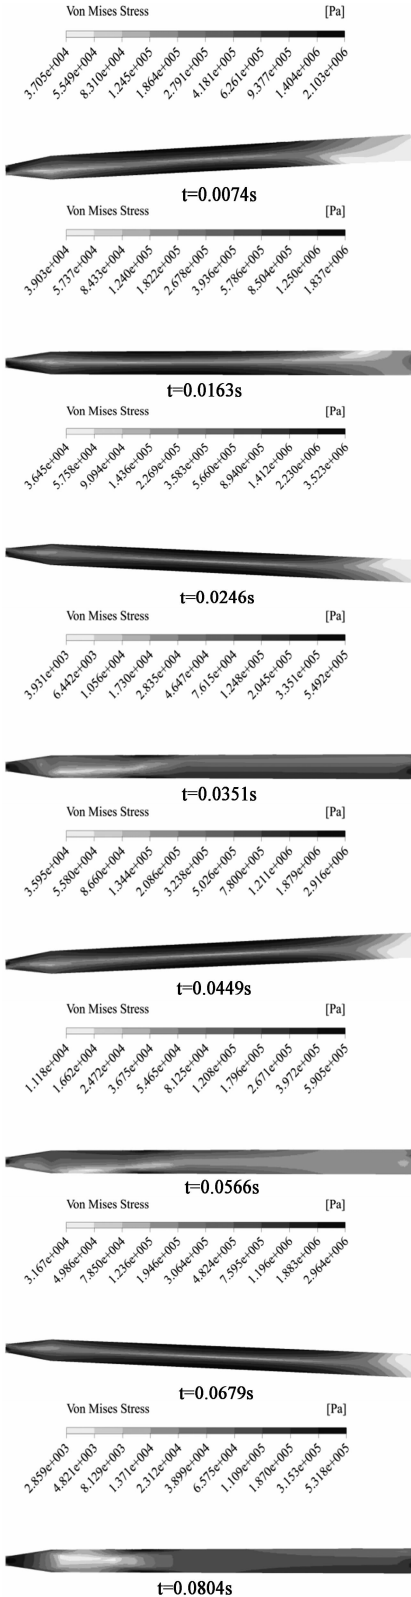 Von Mises Stress [Pa]
3.705e+004 5.549e+004 8.310e+004 1.245e+005 1.864e+005 2.791e+005 4.181e+005 6.261e+005 9.377e+005 1.404e+006 2.103e+006
t=0.0074s
Von Mises Stress [Pa]
3.903e+004 5.737e+004 8.433e+004 1.240e+005 1.822e+005 2.678e+005 3.936e+005 5.786e+005 8.504e+005 1.250e+006 1.837e+006
t=0.0163s
Von Mises Stress [Pa]
3.645e+004 5.758e+004 9.094e+004 1.436e+005 2.269e+005 3.583e+005 5.660e+005 8.940e+005 1.412e+006 2.230e+006 3.523e+006
t=0.0246s
Von Mises Stress [Pa]
3.931e+003 6.442e+003 1.056e+004 1.730e+004 2.835e+004 4.647e+004 7.615e+004 1.248e+005 2.045e+005 3.351e+005 5.492e+005
t=0.0351s
Von Mises Stress [Pa]
3.595e+004 5.580e+004 8.660e+004 1.344e+005 2.086e+005 3.238e+005 5.026e+005 7.800e+005 1.211e+006 1.879e+006 2.916e+006
t=0.0449s
Von Mises Stress [Pa]
1.118e+004 1.662e+004 2.472e+004 3.675e+004 5.465e+004 8.125e+004 1.208e+005 1.796e+005 2.671e+005 3.972e+005 5.905e+005
t=0.0566s
Von Mises Stress [Pa]
3.167e+004 4.986e+004 7.850e+004 1.236e+005 1.946e+005 3.064e+005 4.824e+005 7.595e+005 1.196e+006 1.883e+006 2.964e+006
t=0.0679s
Von Mises Stress [Pa]
2.859e+003 4.821e+003 8.129e+003 1.371e+004 2.312e+004 3.899e+004 6.575e+004 1.109e+005 1.870e+005 3.153e+005 5.318e+005
t=0.0804s